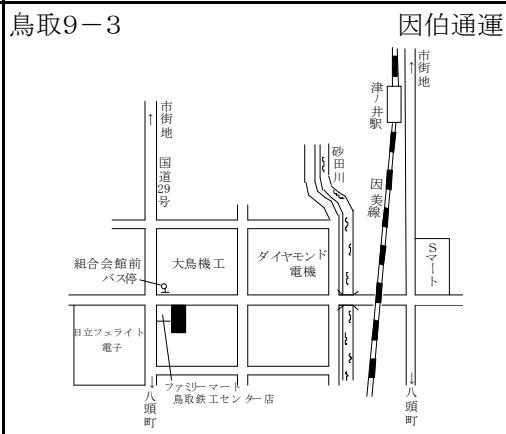 鳥取9-3
因伯通運
市街地
↑
津ノ井駅
市街地
↑
国道29号
砂田川
因美線
組合会館前
バス停
大鳥機工
ダイヤモンド
電機
Sマート
日立フェライト
電子
ファミリーマート
鳥取鉄工センター店
↓
八頭町
↓
八頭町